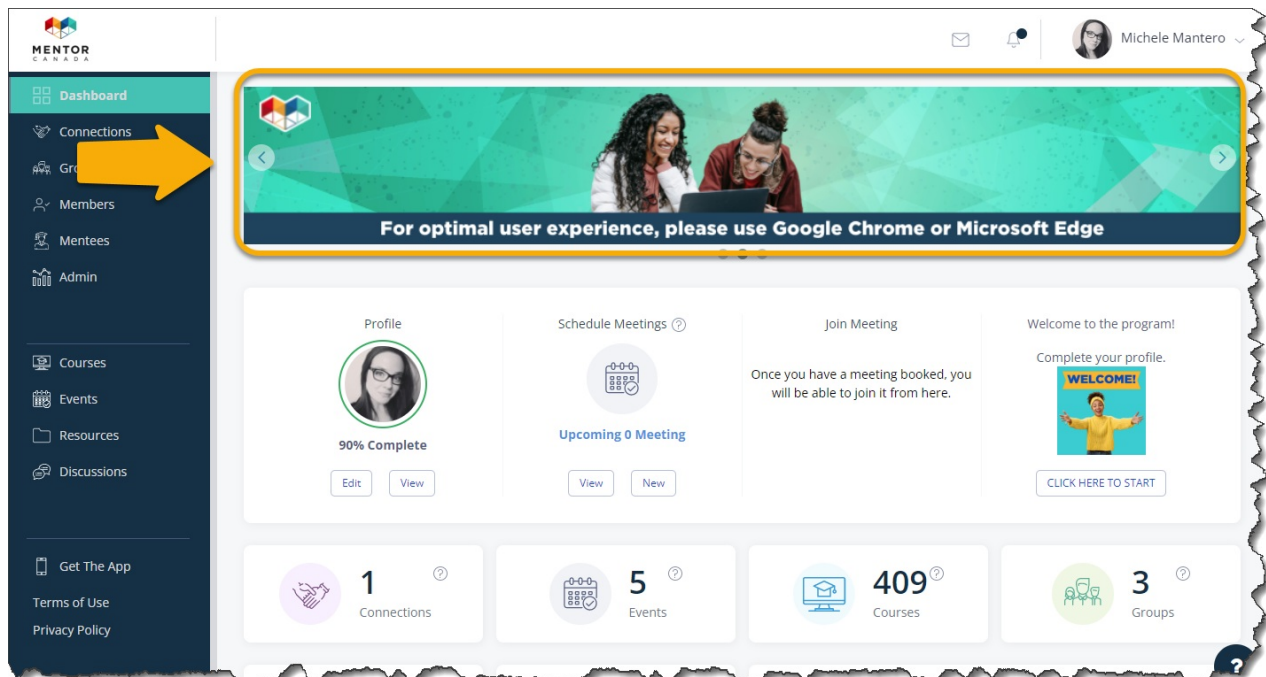 MENTOR
CANADA
Michele Mantero
Dashboard
Connections
Members
Mentees
Admin
Courses
Events
Resources
Discussions
Get The App
Terms of Use
Privacy Policy
For optimal user experience, please use Google Chrome or Microsoft Edge
Profile
90% Complete
Edit
View
Schedule Meetings ?
Upcoming 0 Meeting
View
New
Join Meeting
Once you have a meeting booked, you
will be able to join it from here.
Welcome to the program!
Complete your profile.
WELCOME!
CLICK HERE TO START
1 ?
Connections
5 ?
Events
409 ?
Courses
3 ?
Groups
?